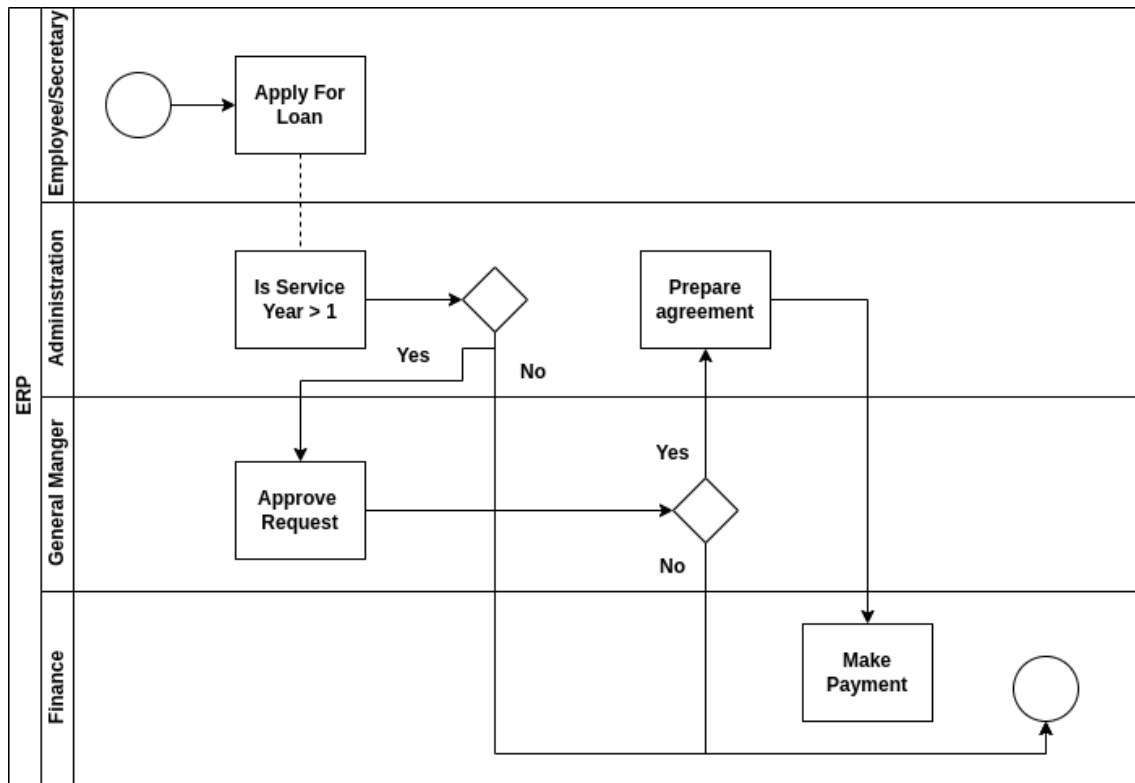 ERP
Employee/Secretary
Apply For
Loan
Administration
Is Service
Year > 1
Prepare
agreement
Yes
No
General Manger
Yes
Approve
Request
No
Finance
Make
Payment